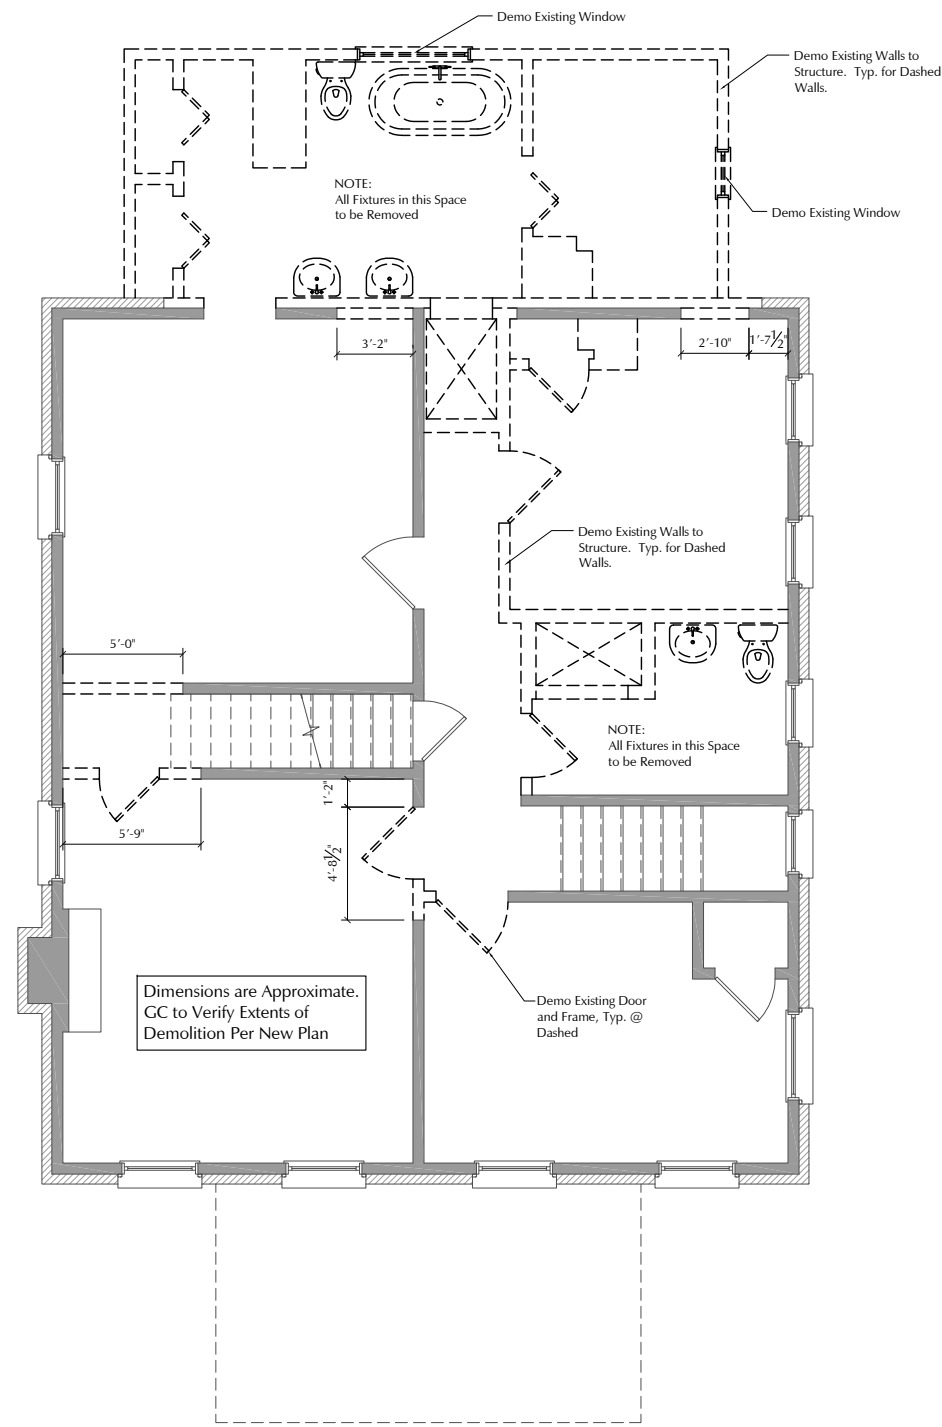 Demo Existing Window
Demo Existing Walls to
Structure.  Typ. for Dashed
Walls.
NOTE:
All Fixtures in this Space
to be Removed
Demo Existing Window
3'-2"
2'-10"
1'-7½"
Demo Existing Walls to
Structure.  Typ. for Dashed
Walls.
5'-0"
NOTE:
All Fixtures in this Space
to be Removed
1'-2"
5'-9"
4'-8½"
Dimensions are Approximate.
GC to Verify Extents of
Demolition Per New Plan
Demo Existing Door
and Frame, Typ. @
Dashed